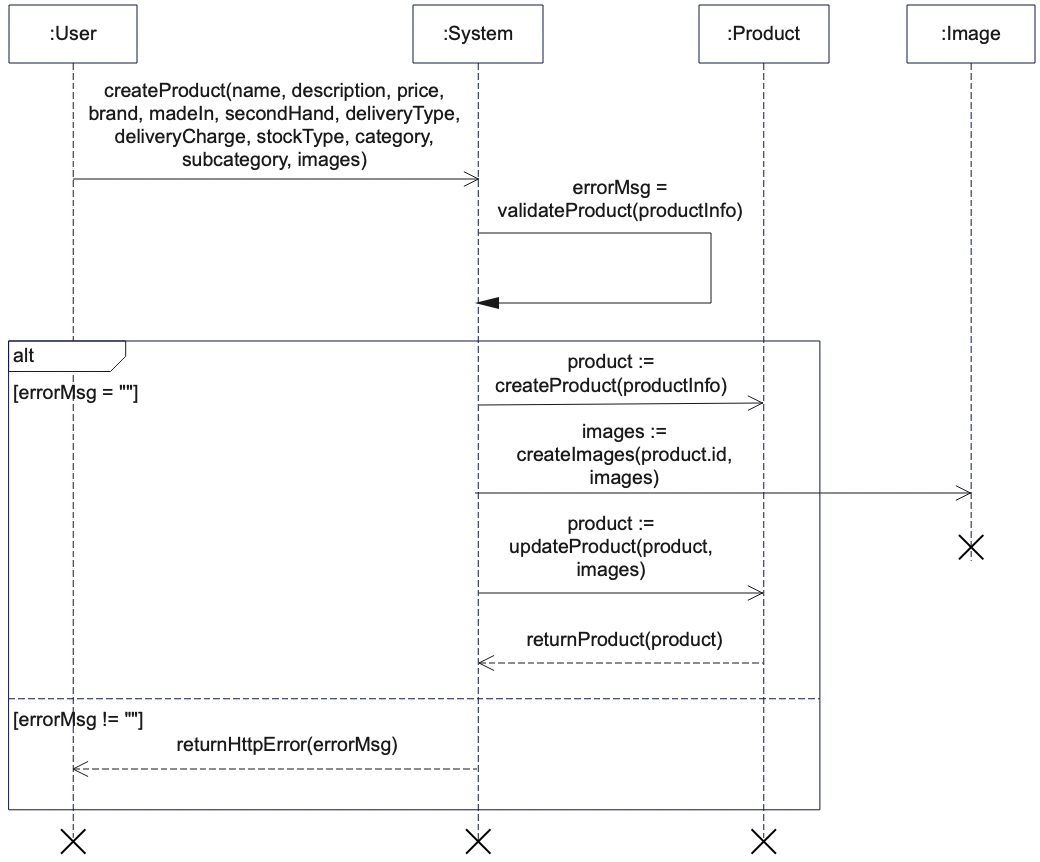 :User
:System
:Product
:Image
createProduct(name, description, price,
brand, madeIn, secondHand, deliveryType,
deliveryCharge, stockType, category,
subcategory, images)
errorMsg =
validateProduct(productInfo)
alt
[errorMsg = ""]
product :=
createProduct(productInfo)
images :=
createImages(product.id,
images)
product :=
updateProduct(product,
images)
returnProduct(product)
[errorMsg != ""]
returnHttpError(errorMsg)